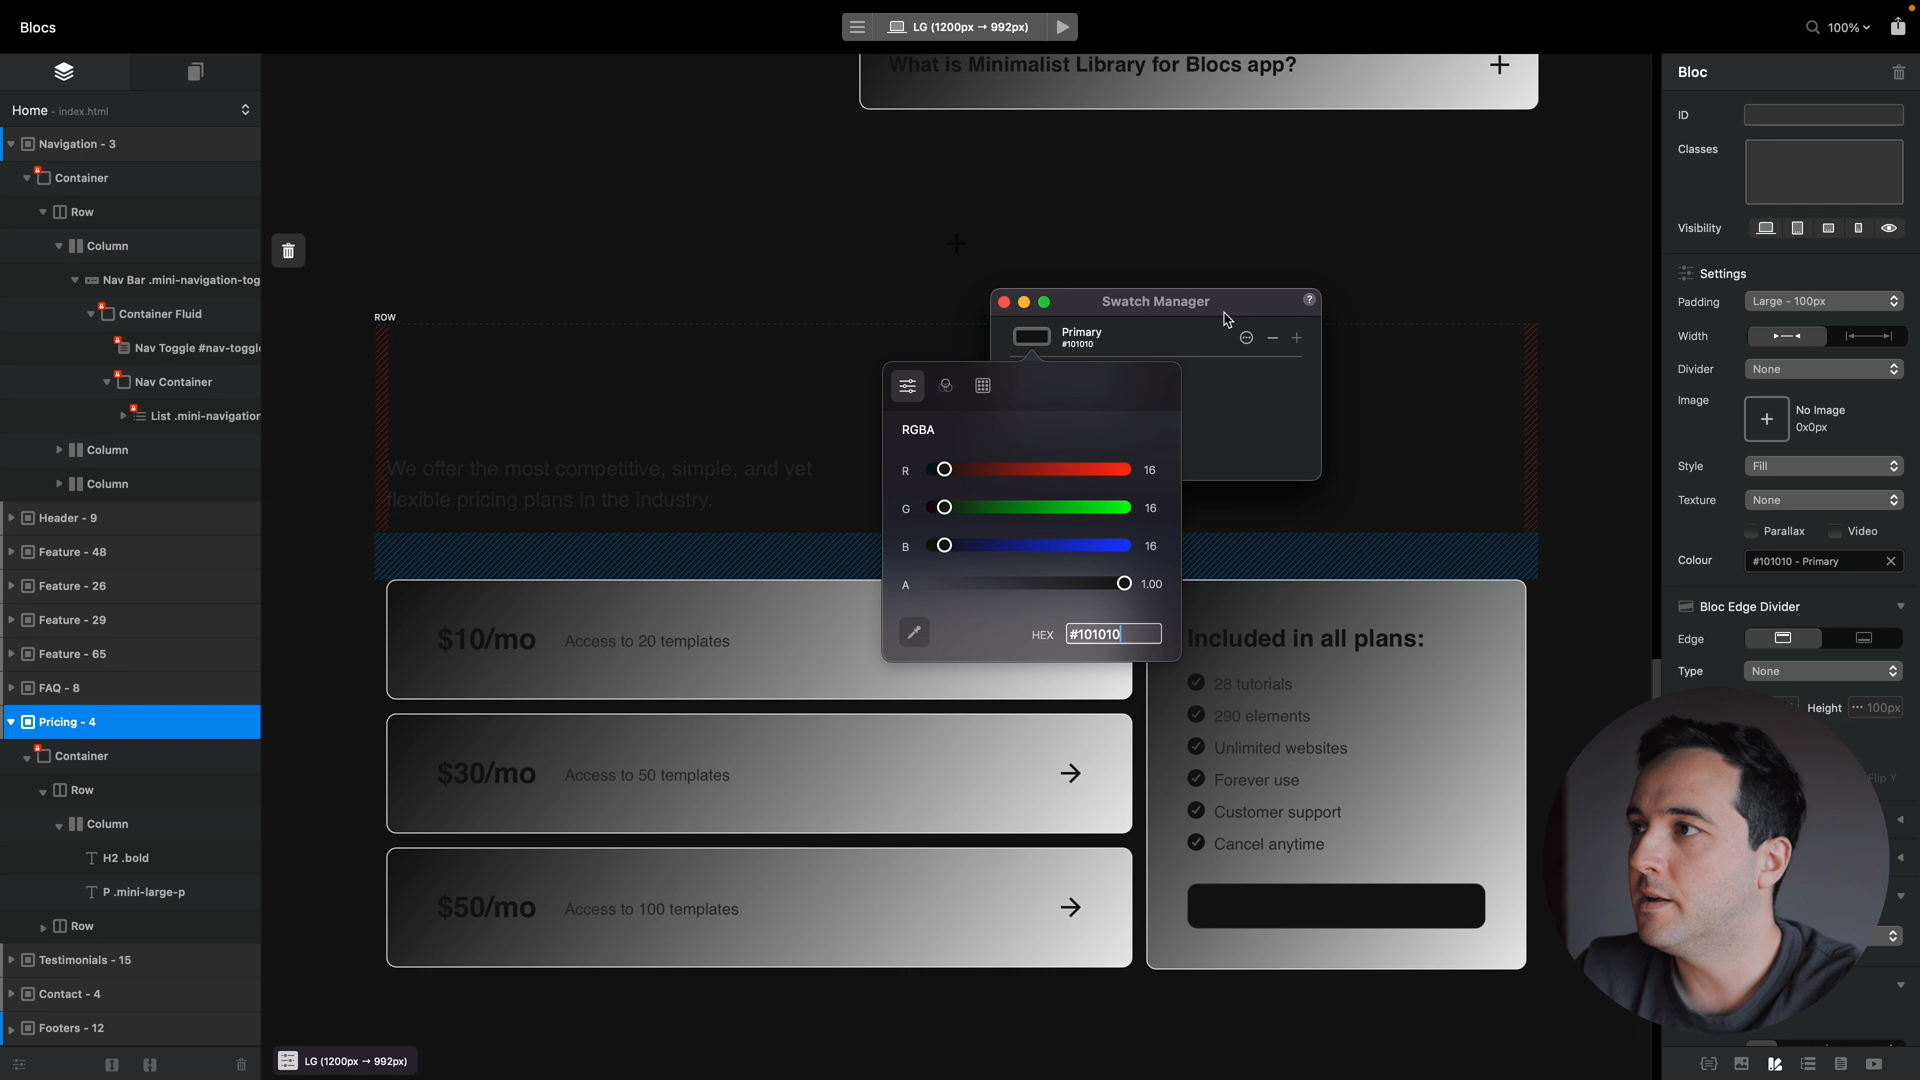 Blocs
LG (1200px → 992px)
100%
Home - index.html
Navigation - 3
Container
Row
Column
Nav Bar .mini-navigation-tog
Container Fluid
Nav Toggle #nav-toggle
Nav Container
List .mini-navigation
Column
Column
Header - 9
Feature - 48
Feature - 26
Feature - 29
Feature - 65
FAQ - 8
Pricing - 4
Container
Row
Column
H2 .bold
P .mini-large-p
Row
Testimonials - 15
Contact - 4
Footers - 12
What is Minimalist Library for Blocs app?
ROW
We offer the most competitive, simple, and yet
flexible pricing plans in the industry.
$10/mo Access to 20 templates
$30/mo Access to 50 templates
$50/mo Access to 100 templates
Included in all plans:
28 tutorials
290 elements
Unlimited websites
Forever use
Customer support
Cancel anytime
LG (1200px → 992px)
Swatch Manager
?
Primary
#101010
RGBA
R 16
G 16
B 16
A 1.00
HEX #101010
Bloc
ID
Classes
Visibility
Settings
Padding Large - 100px
Width
Divider None
Image No Image
0x0px
Style Fill
Texture None
Parallax Video
Colour #101010 - Primary
Bloc Edge Divider
Edge
Type None
Height 100px
Flip Y